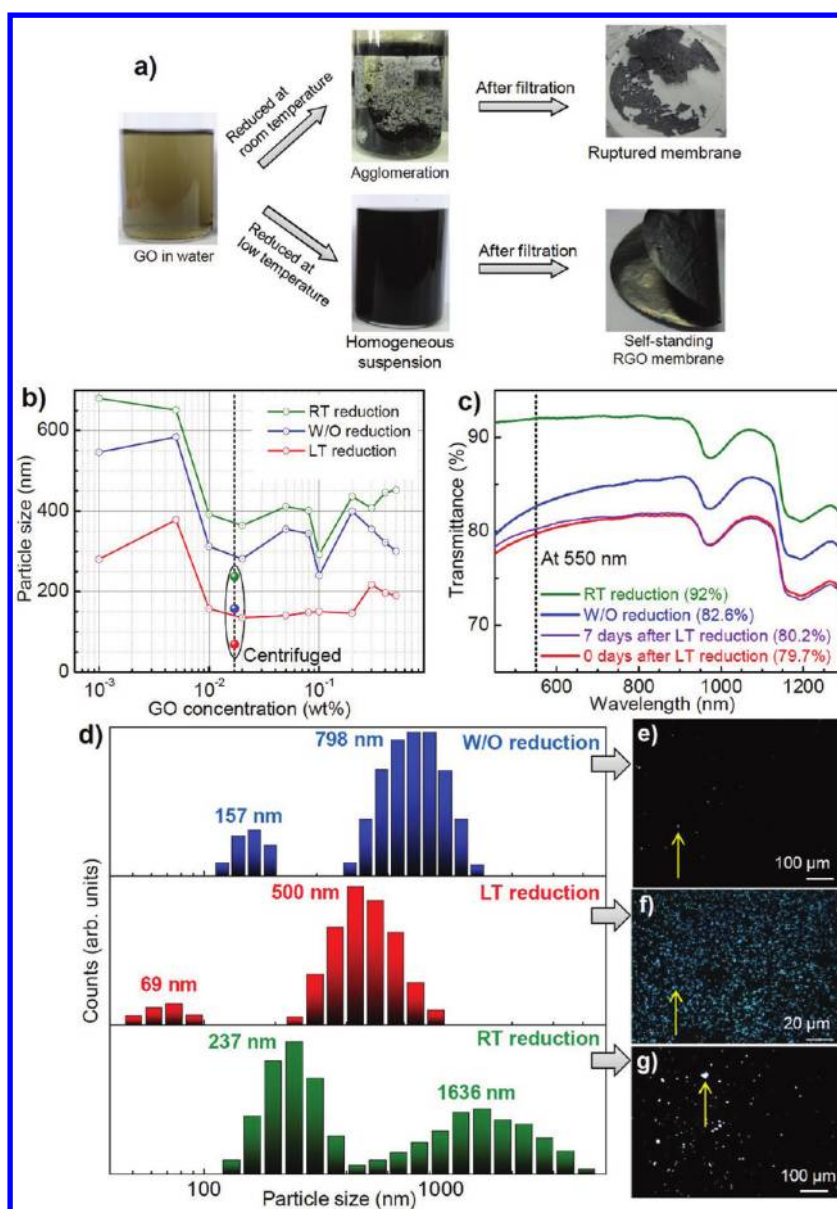 a)
Reduced at
room temperature
After filtration
Agglomeration
Ruptured membrane
GO in water
Reduced at
low temperature
After filtration
Homogeneous
suspension
Self-standing
RGO membrane
b)
600
400
200
0
Particle size (nm)
RT reduction
W/O reduction
LT reduction
Centrifuged
10⁻³
10⁻²
10⁻¹
GO concentration (wt%)
c)
90
80
70
Transmittance (%)
At 550 nm
RT reduction (92%)
W/O reduction (82.6%)
7 days after LT reduction (80.2%)
0 days after LT reduction (79.7%)
600 800 1000 1200
Wavelength (nm)
d)
Counts (arb. units)
798 nm
W/O reduction
157 nm
500 nm
LT reduction
69 nm
237 nm
RT reduction
1636 nm
100
1000
Particle size (nm)
e)
100 µm
f)
20 µm
g)
100 µm